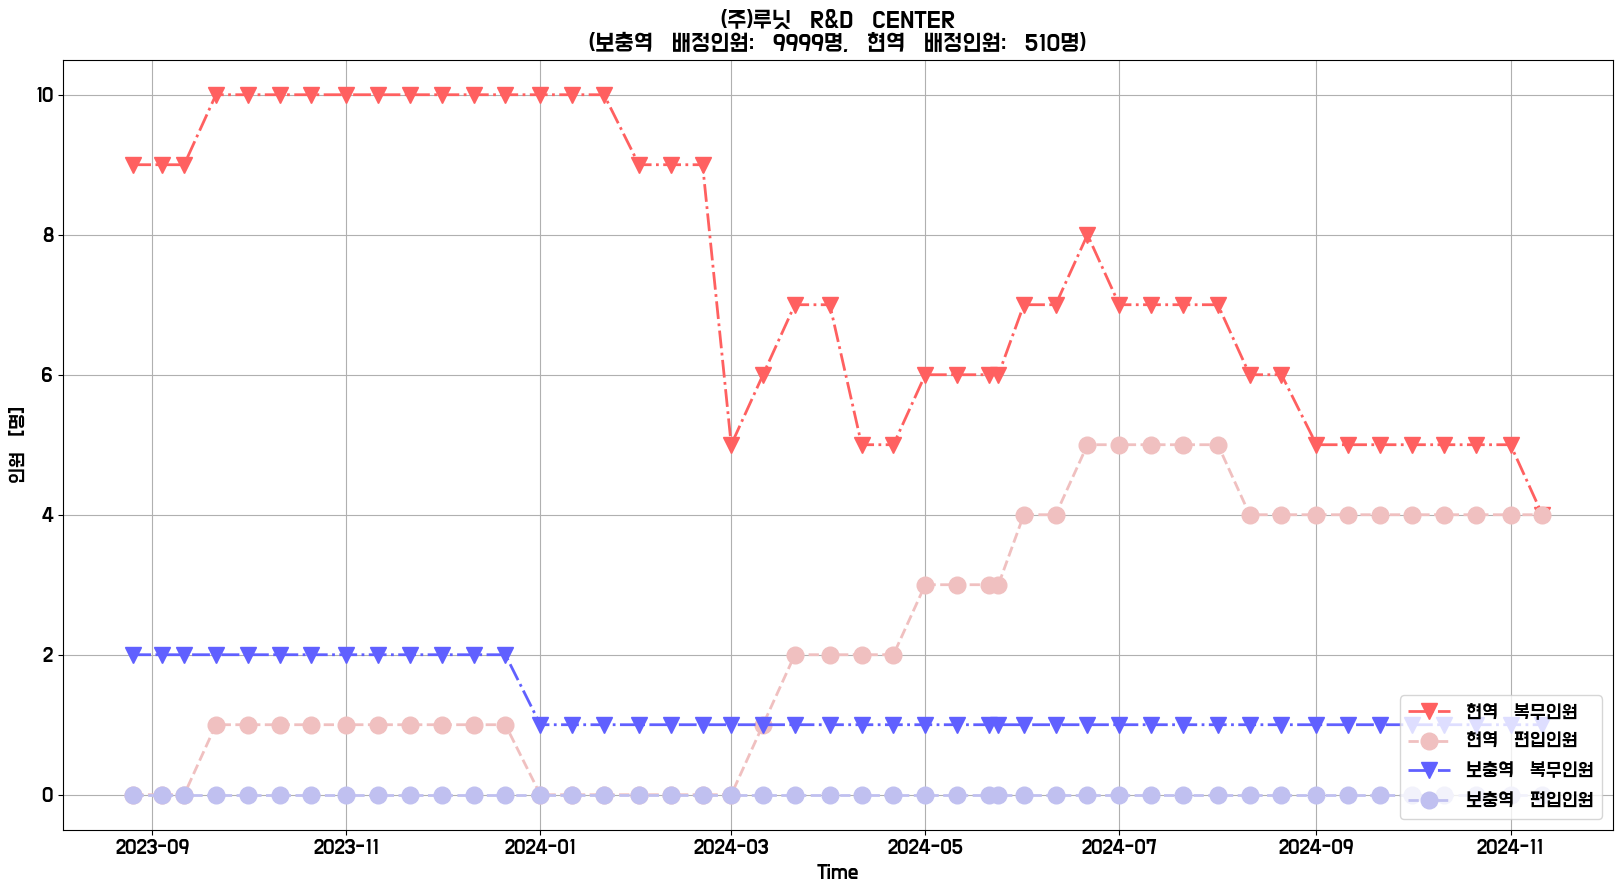 (주)루닛 R&D CENTER
(보충역 배정인원: 9999명, 현역 배정인원: 510명)
10
8
6
4
2
0
인원 [명]
2023-09 2023-11 2024-01 2024-03 2024-05 2024-07 2024-09 2024-11
Time
현역 복무인원
현역 편입인원
보충역 복무인원
보충역 편입인원